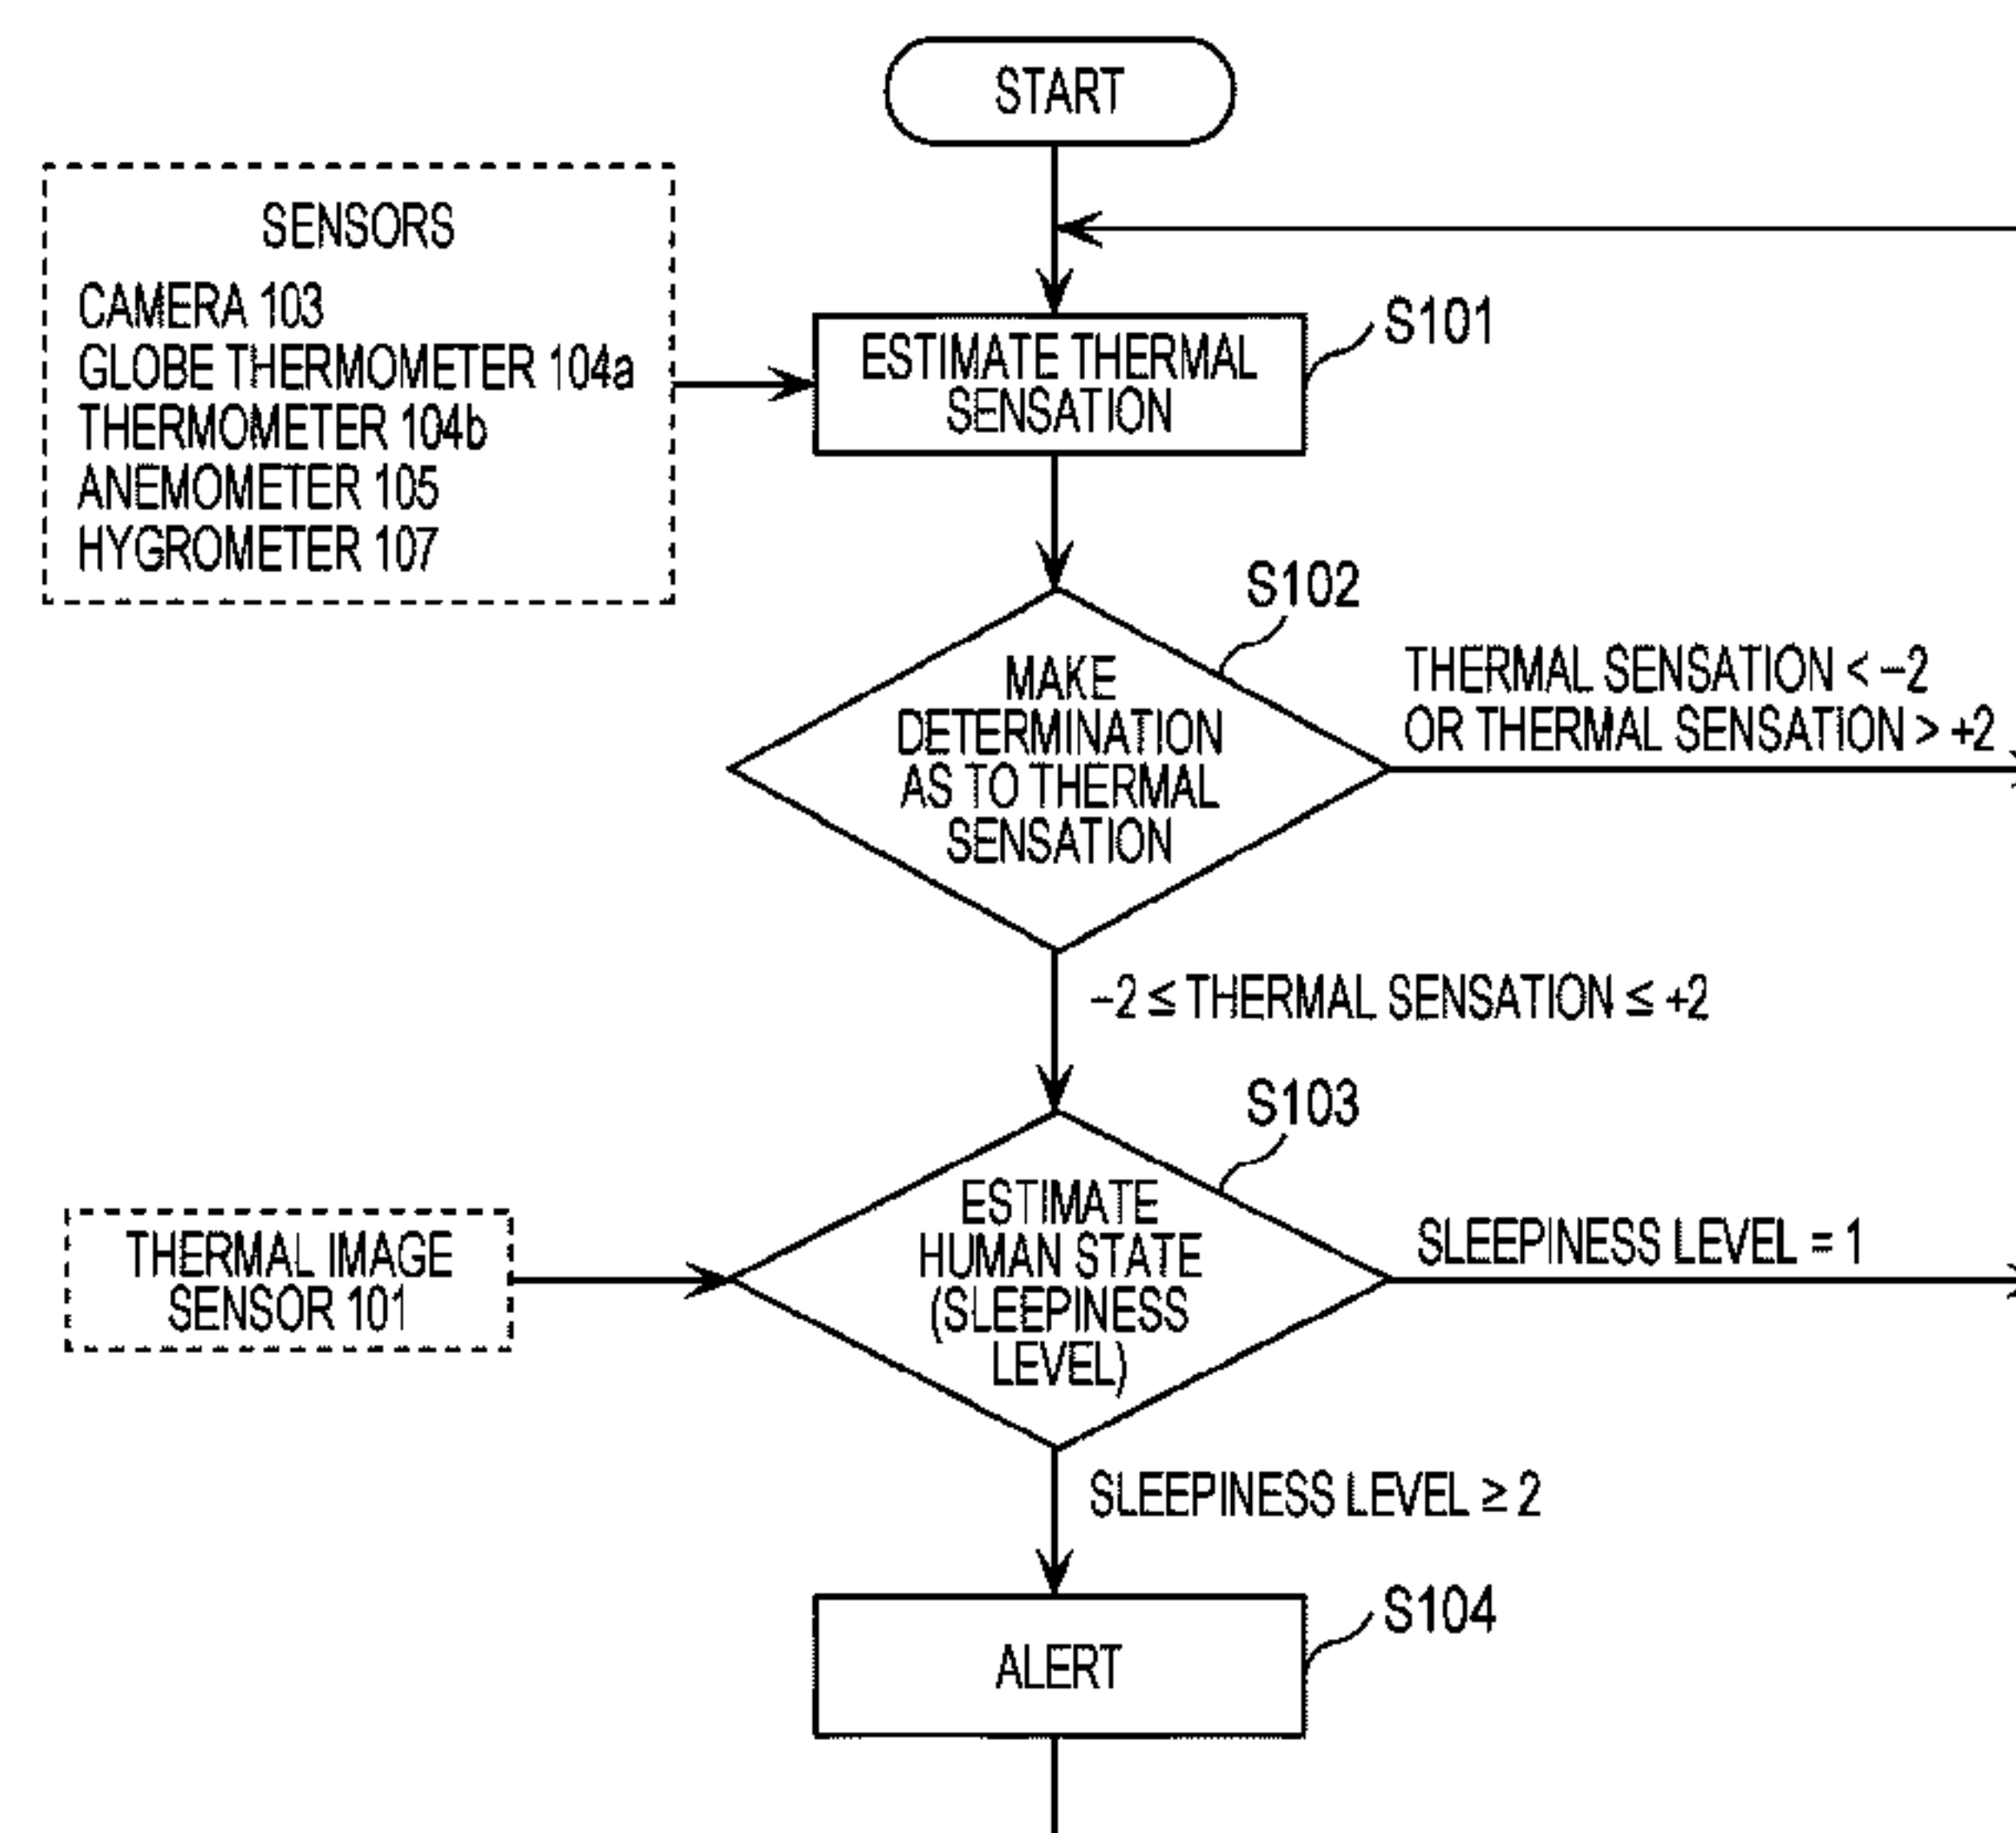 START
SENSORS
CAMERA 103
GLOBE THERMOMETER 104a
THERMOMETER 104b
ANEMOMETER 105
HYGROMETER 107
ESTIMATE THERMAL
SENSATION
S101
S102
MAKE
DETERMINATION
AS TO THERMAL
SENSATION
THERMAL SENSATION < −2
OR THERMAL SENSATION > +2
−2 ≤ THERMAL SENSATION ≤ +2
S103
THERMAL IMAGE
SENSOR 101
ESTIMATE
HUMAN STATE
(SLEEPINESS
LEVEL)
SLEEPINESS LEVEL = 1
SLEEPINESS LEVEL ≥ 2
ALERT
S104